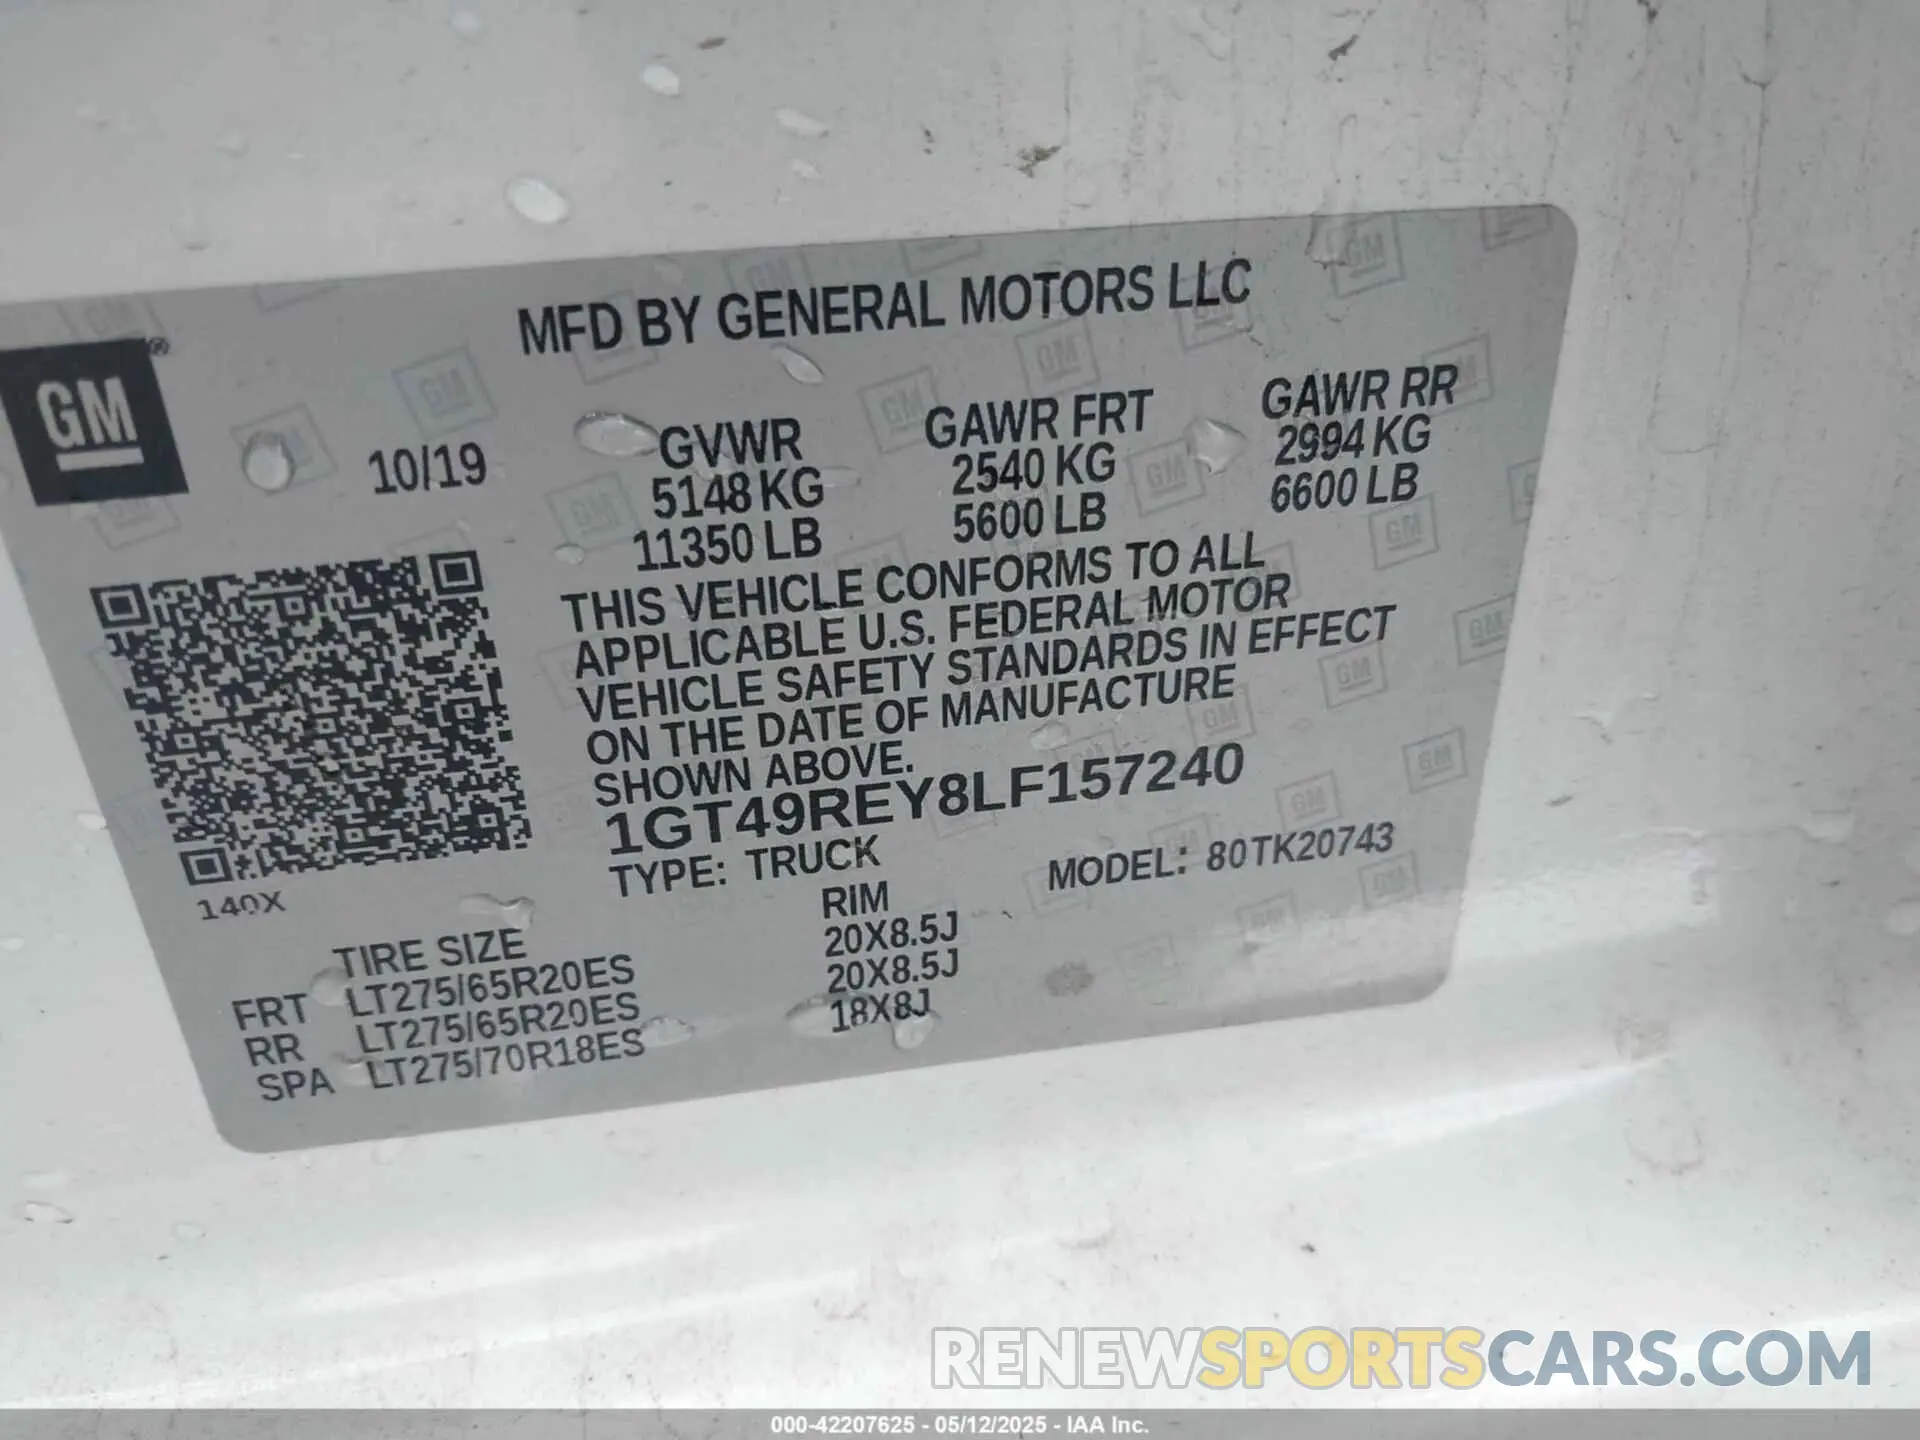 MFD BY GENERAL MOTORS LLC
GM
®
10/19
GVWR
5148 KG
11350 LB
GAWR FRT
2540 KG
5600 LB
GAWR RR
2994 KG
6600 LB
THIS VEHICLE CONFORMS TO ALL
APPLICABLE U.S. FEDERAL MOTOR
VEHICLE SAFETY STANDARDS IN EFFECT
ON THE DATE OF MANUFACTURE
SHOWN ABOVE.
1GT49REY8LF157240
TYPE: TRUCK
MODEL: 80TK20743
140X
TIRE SIZE RIM
FRT LT275/65R20ES 20X8.5J
RR LT275/65R20ES 20X8.5J
SPA LT275/70R18ES 18X8J
RENEWSPORTSCARS.COM
000-42207625 - 05/12/2025 - IAA Inc.